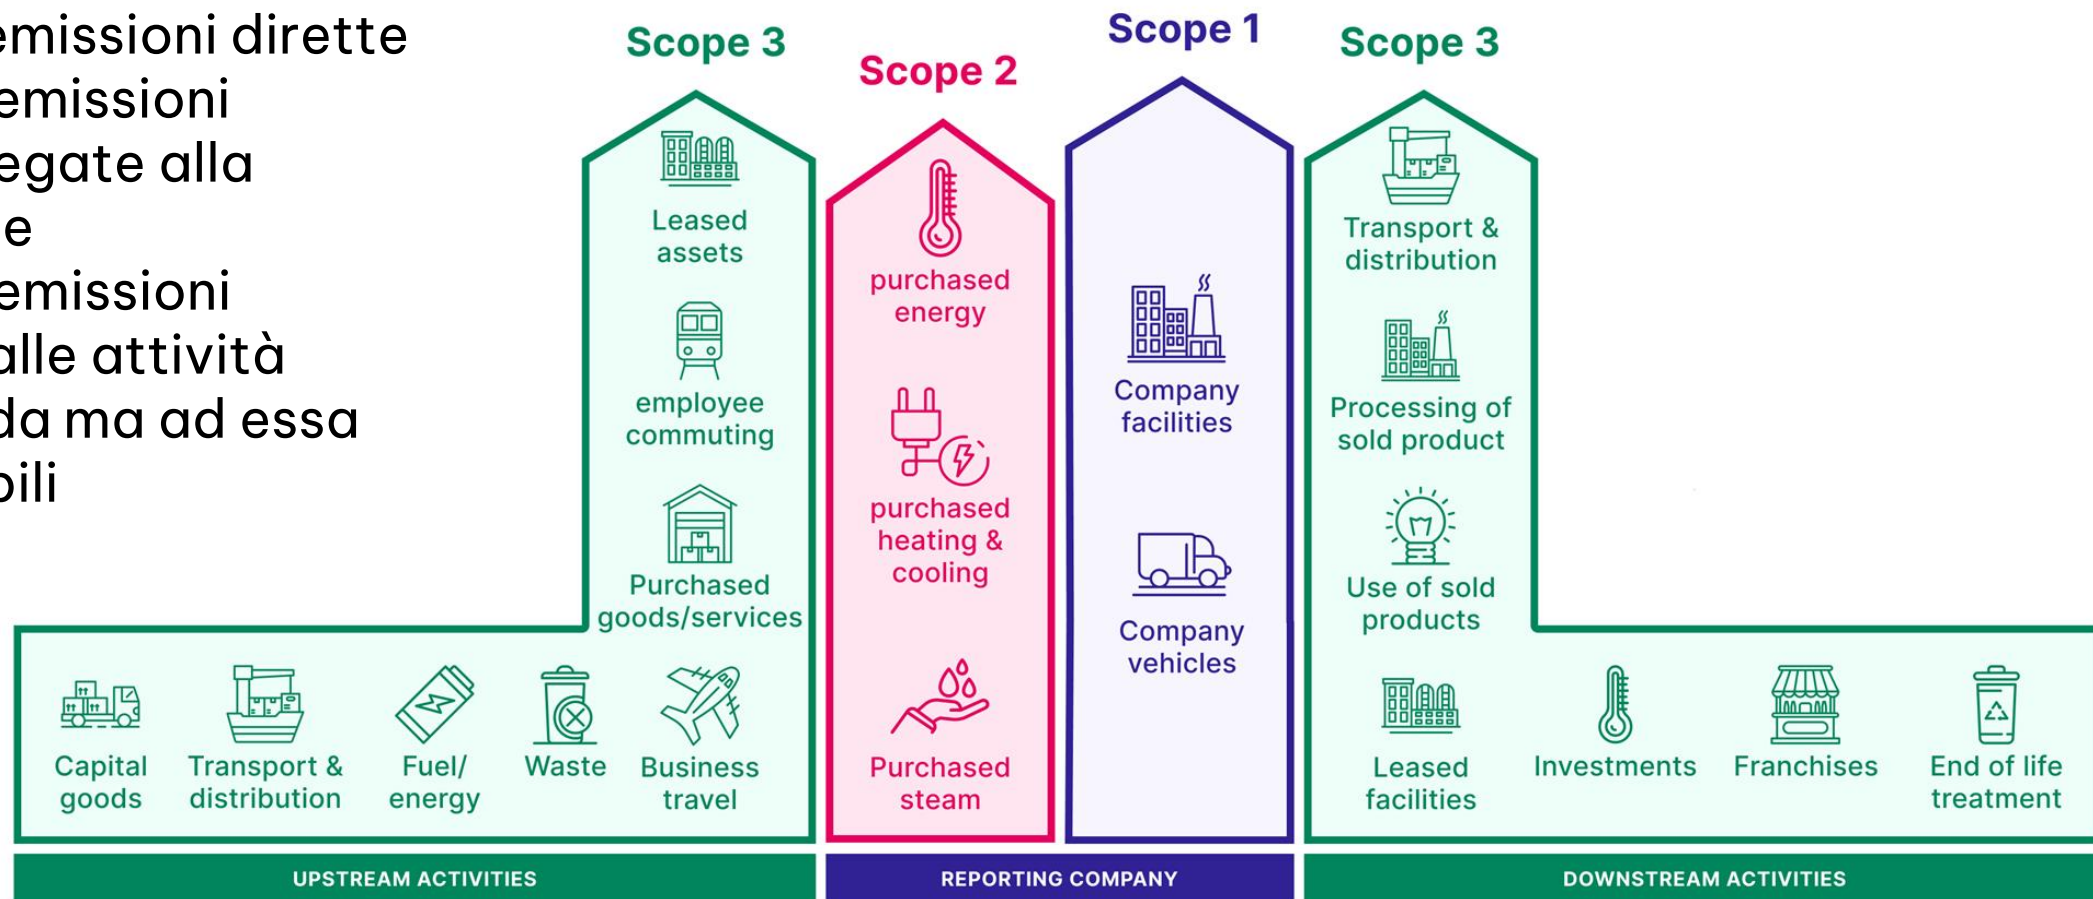 emissioni dirette
emissioni
egate alla
e
emissioni
alle attività
da ma ad essa
bili
Scope 3
Leased
assets
employee
commuting
Purchased
goods/services
Capital
goods
Transport &
distribution
Fuel/
energy
Waste
Business
travel
UPSTREAM ACTIVITIES
Scope 2
purchased
energy
purchased
heating &
cooling
Purchased
steam
Scope 1
Company
facilities
Company
vehicles
REPORTING COMPANY
Scope 3
Transport &
distribution
Processing of
sold product
Use of sold
products
Leased
facilities
Investments
Franchises
End of life
treatment
DOWNSTREAM ACTIVITIES